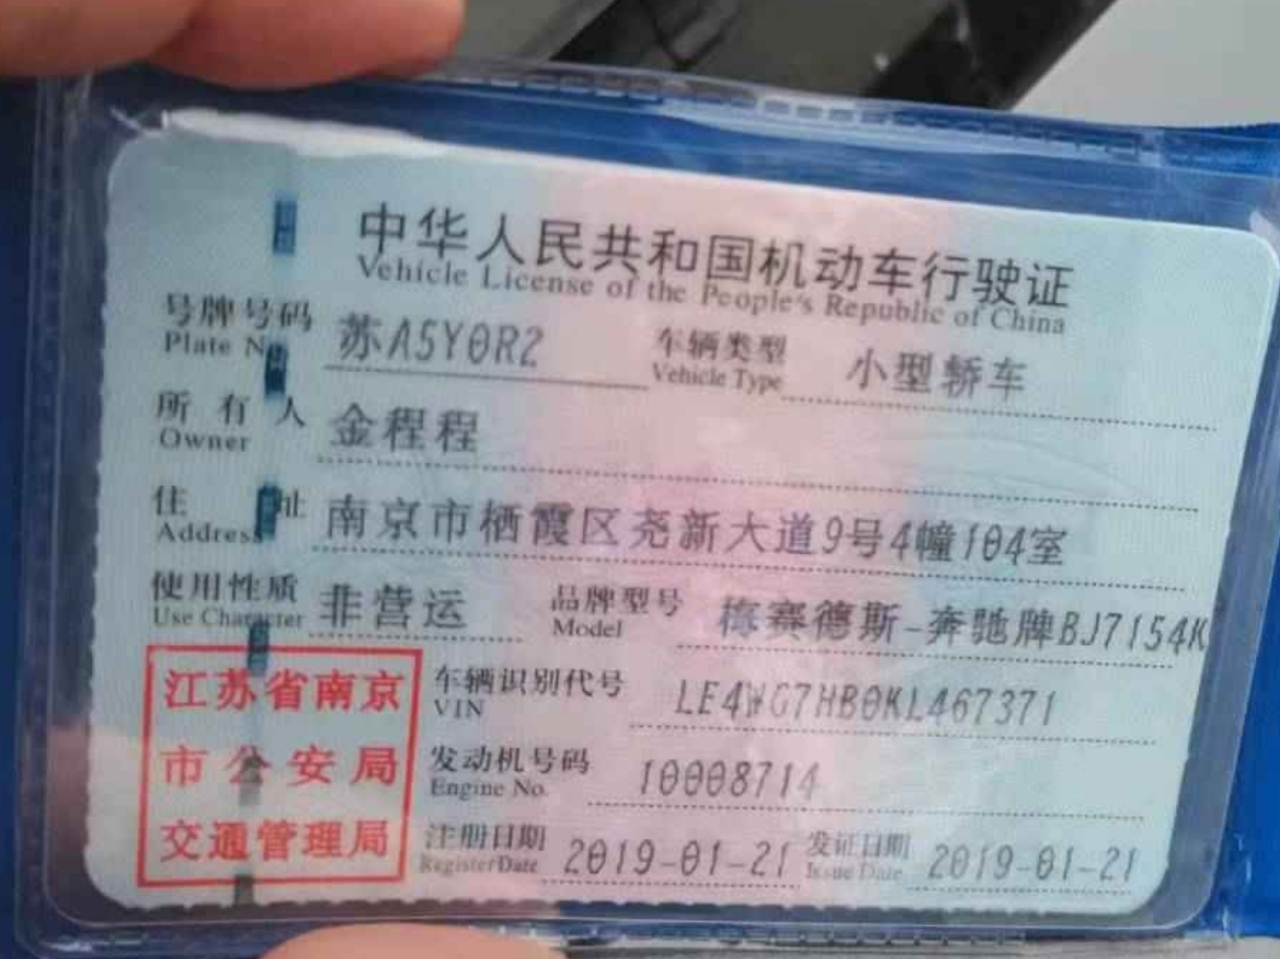 中华人民共和国机动车行驶证
Vehicle License of the People's Republic of China
号牌号码 苏A5Y0R2 车辆类型 小型轿车
Plate No. Vehicle Type
所有人 金程程
Owner
住址 南京市栖霞区尧新大道9号4幢104室
Address
使用性质 非营运 品牌型号 梅赛德斯-奔驰牌BJ7154K
Use Character Model
江苏省南京
市公安局
交通管理局
车辆识别代号 LE4WG7HB0KL467371
VIN
发动机号码 10008714
Engine No.
注册日期 2019-01-21 发证日期 2019-01-21
Register Date Issue Date